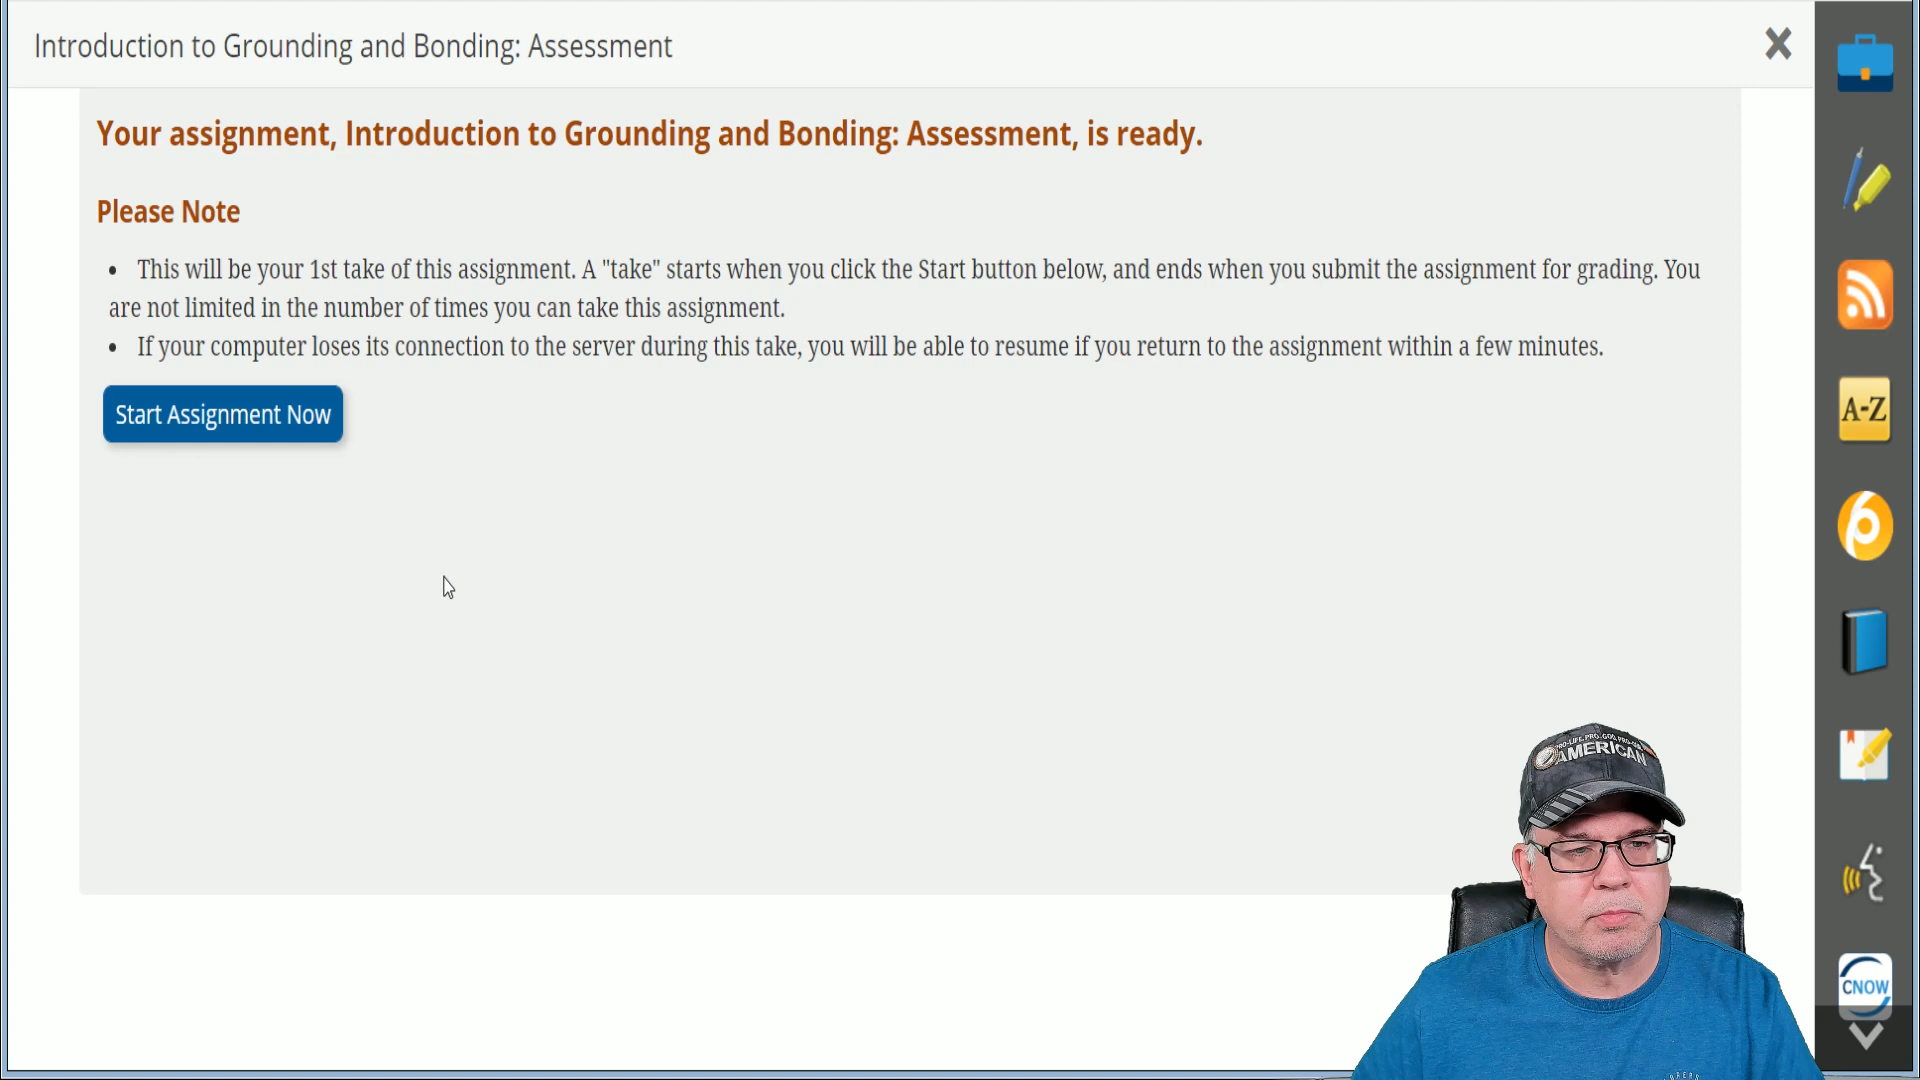 Introduction to Grounding and Bonding: Assessment
Your assignment, Introduction to Grounding and Bonding: Assessment, is ready.
Please Note
• This will be your 1st take of this assignment. A "take" starts when you click the Start button below, and ends when you submit the assignment for grading. You
are not limited in the number of times you can take this assignment.
• If your computer loses its connection to the server during this take, you will be able to resume if you return to the assignment within a few minutes.
Start Assignment Now
A-Z
CNOW
AMERICAN